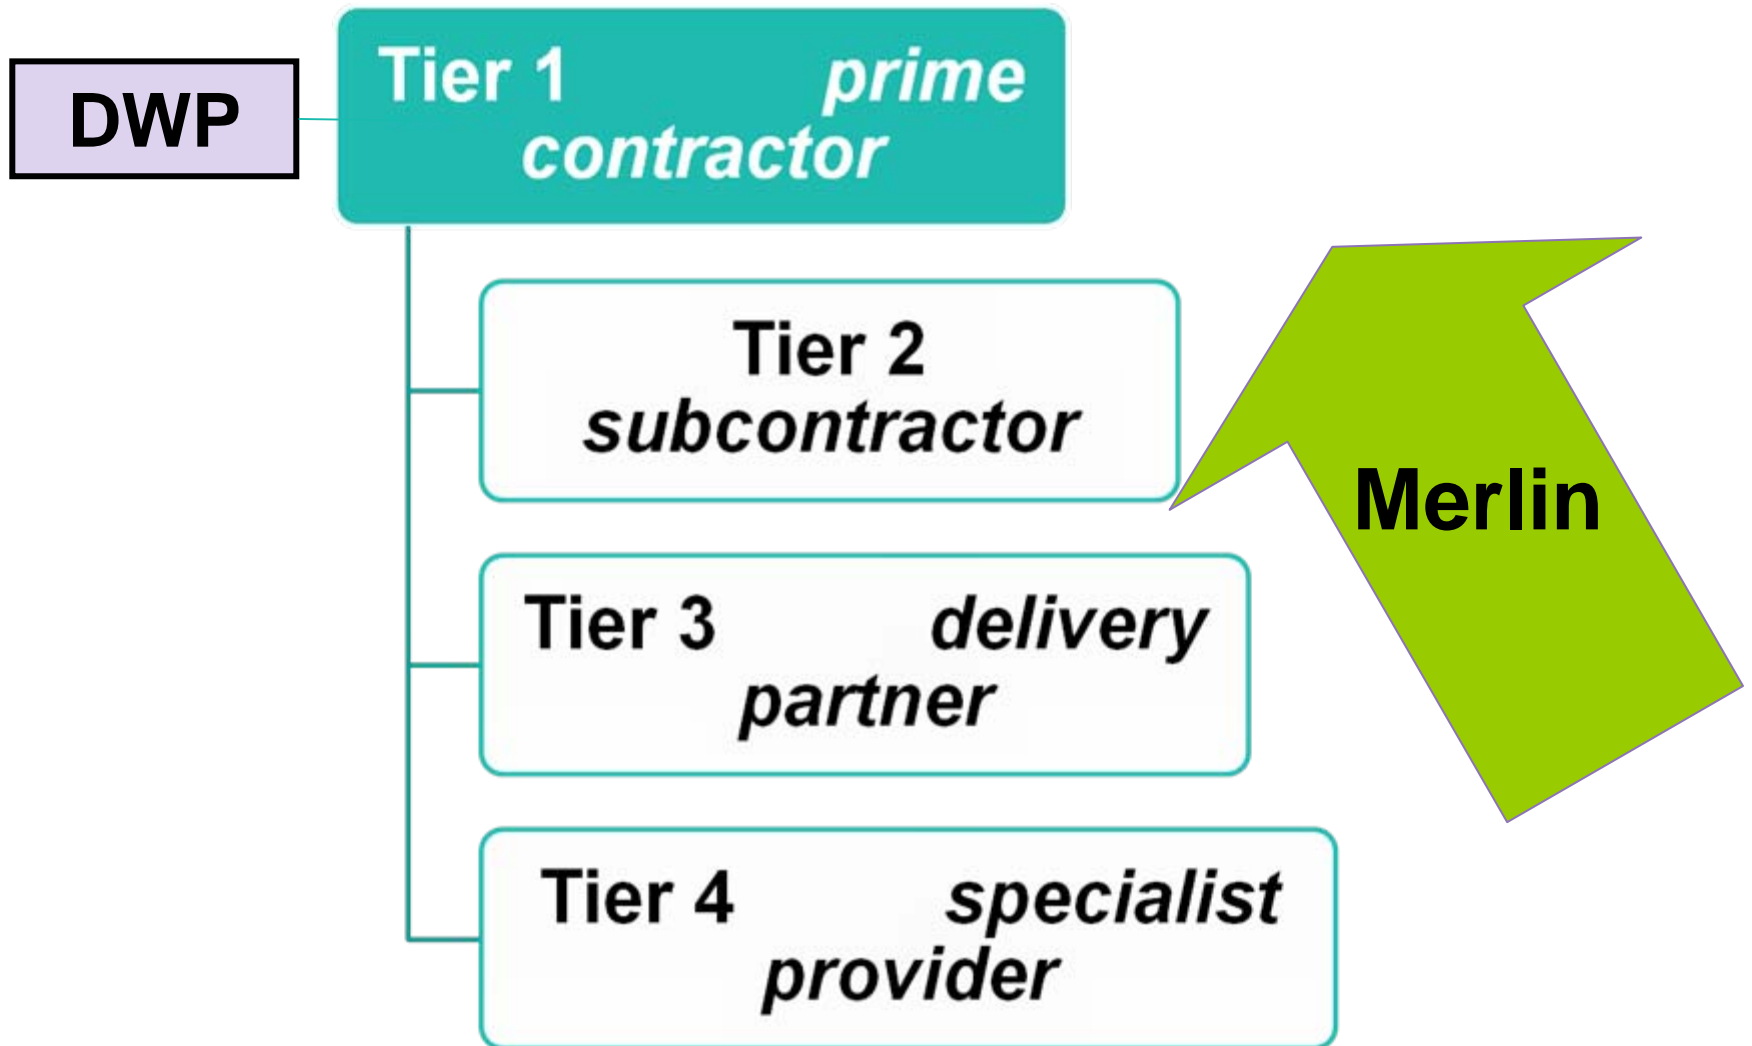 DWP
Tier 1 prime
contractor
Tier 2
subcontractor
Merlin
Tier 3 delivery
partner
Tier 4 specialist
provider